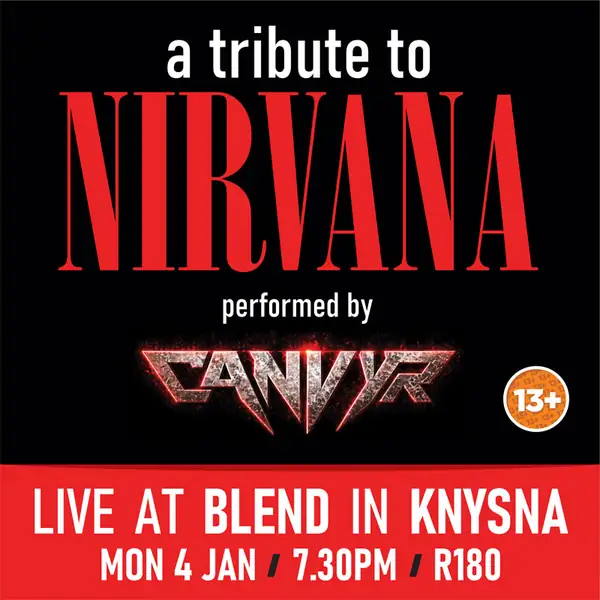 a tribute to
NIRVANA
performed by
CANVYR
13+
LIVE AT BLEND IN KNYSNA
MON 4 JAN / 7.30PM / R180